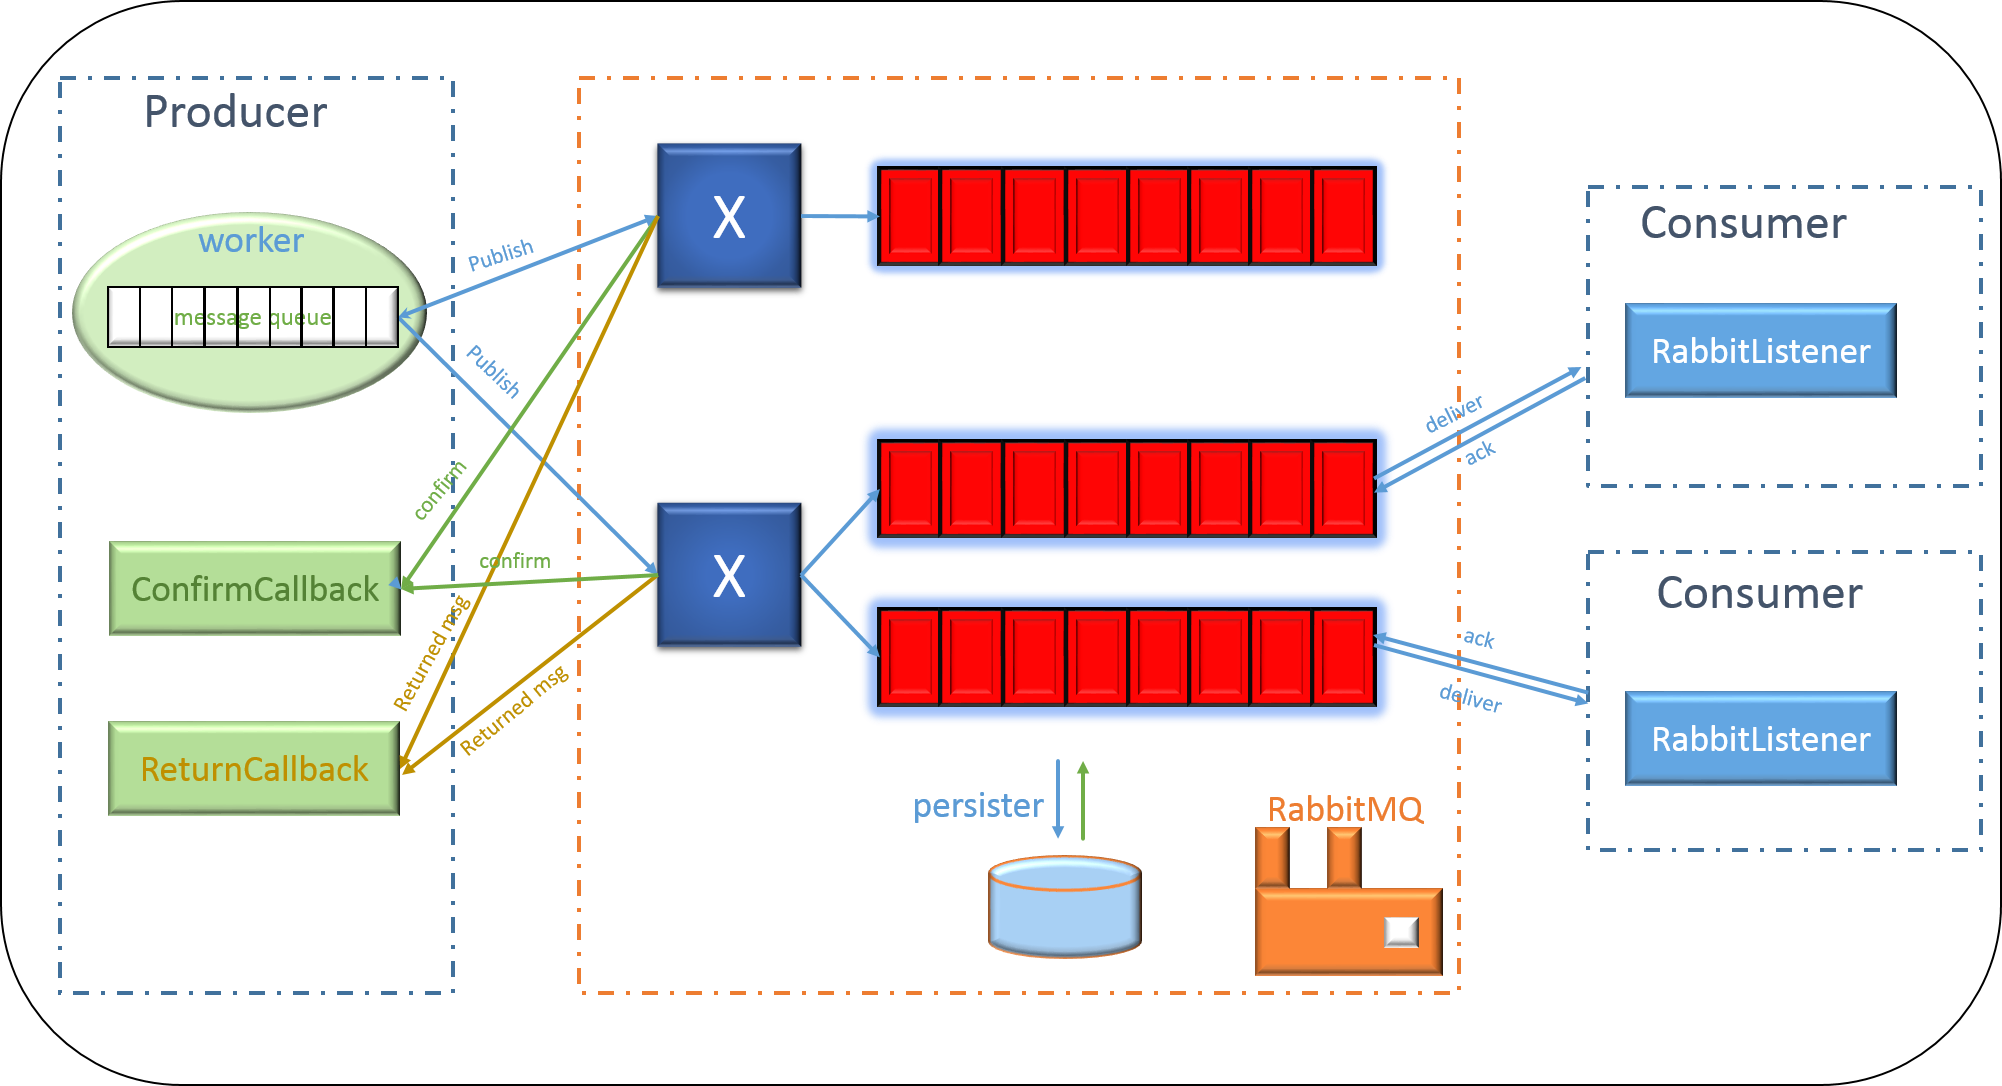 Producer
worker
message queue
Publish
Publish
confirm
confirm
ConfirmCallback
Returned msg
Returned msg
ReturnCallback
X
X
persister
RabbitMQ
deliver
ack
ack
deliver
Consumer
RabbitListener
Consumer
RabbitListener